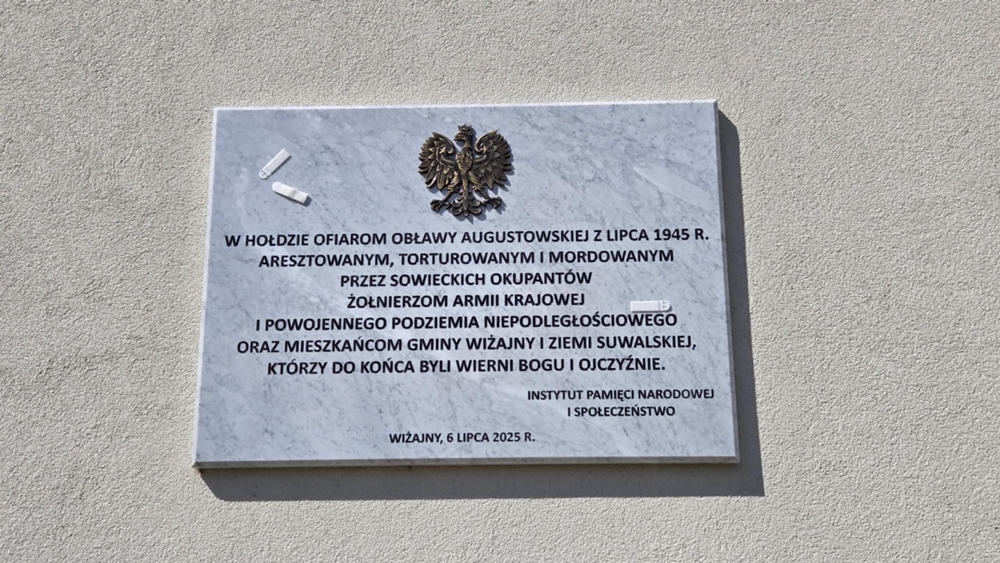 W HOŁDZIE OFIAROM OBŁAWY AUGUSTOWSKIEJ Z LIPCA 1945 R.
ARESZTOWANYM, TORTUROWANYM I MORDOWANYM
PRZEZ SOWIECKICH OKUPANTÓW
ŻOŁNIERZOM ARMII KRAJOWEJ
I POWOJENNEGO PODZIEMIA NIEPODLEGŁOŚCIOWEGO
ORAZ MIESZKAŃCOM GMINY WIŻAJNY I ZIEMI SUWALSKIEJ,
KTÓRZY DO KOŃCA BYLI WIERNI BOGU I OJCZYŹNIE.
INSTYTUT PAMIĘCI NARODOWEJ
I SPOŁECZEŃSTWO
WIŻAJNY, 6 LIPCA 2025 R.